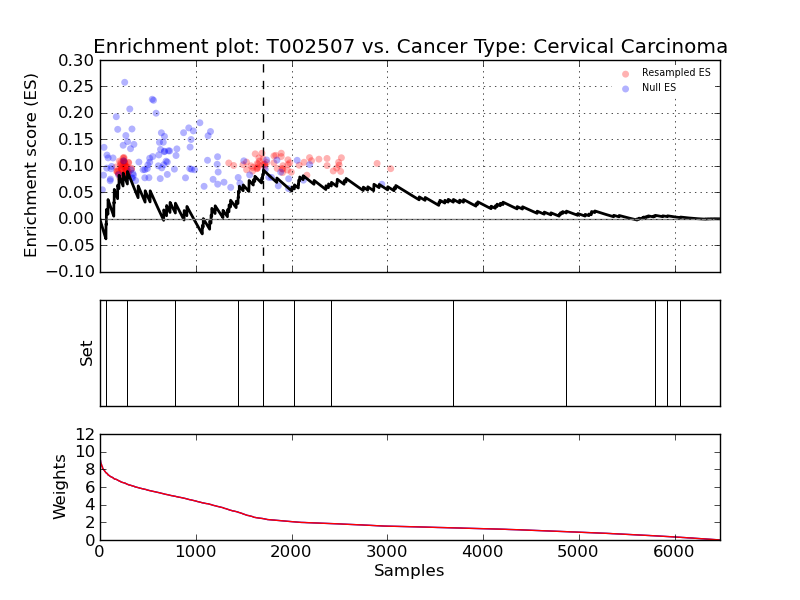 Enrichment plot: T002507 vs. Cancer Type: Cervical Carcinoma
Enrichment score (ES)
0.30
0.25
0.20
0.15
0.10
0.05
0.00
−0.05
−0.10
Resampled ES
Null ES
Set
Weights
12
10
8
6
4
2
0
0 1000 2000 3000 4000 5000 6000
Samples